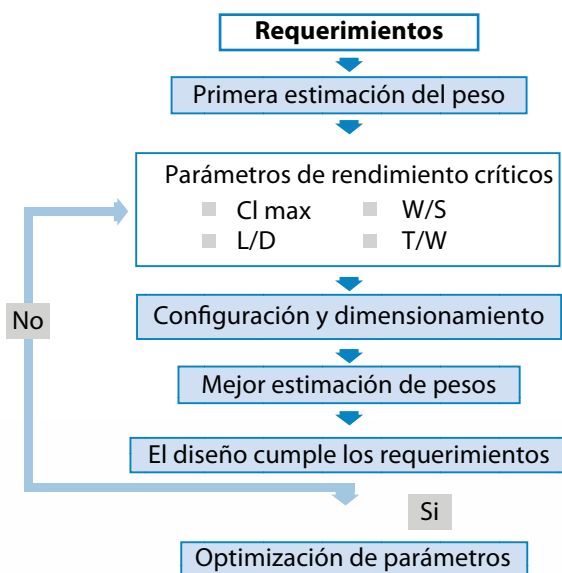 Requerimientos
Primera estimación del peso
Parámetros de rendimiento críticos
Cl max W/S
L/D T/W
No
Configuración y dimensionamiento
Mejor estimación de pesos
El diseño cumple los requerimientos
Si
Optimización de parámetros